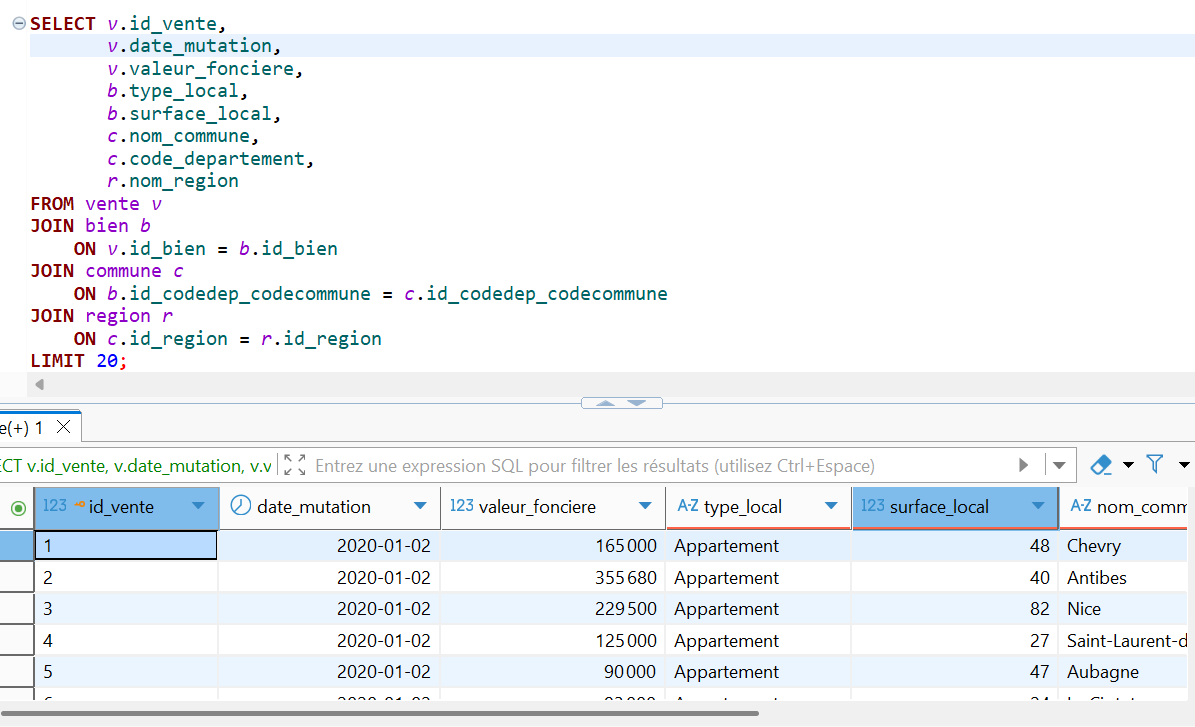 SELECT v.id_vente,
v.date_mutation,
v.valeur_fonciere,
b.type_local,
b.surface_local,
c.nom_commune,
c.code_departement,
r.nom_region
FROM vente v
JOIN bien b
ON v.id_bien = b.id_bien
JOIN commune c
ON b.id_codedep_codecommune = c.id_codedep_codecommune
JOIN region r
ON c.id_region = r.id_region
LIMIT 20;
e(+) 1
CT v.id_vente, v.date_mutation, v.v Entrez une expression SQL pour filtrer les résultats (utilisez Ctrl+Espace)
123 id_vente date_mutation 123 valeur_fonciere A-Z type_local 123 surface_local A-Z nom_comm
1 2020-01-02 165 000 Appartement 48 Chevry
2 2020-01-02 355 680 Appartement 40 Antibes
3 2020-01-02 229 500 Appartement 82 Nice
4 2020-01-02 125 000 Appartement 27 Saint-Laurent-d
5 2020-01-02 90 000 Appartement 47 Aubagne